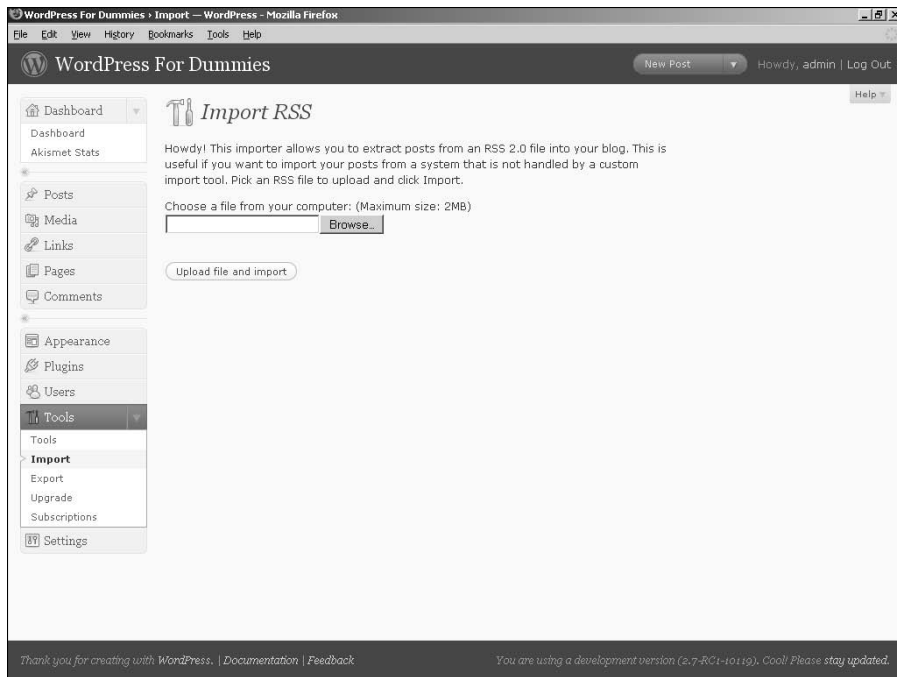 WordPress For Dummies › Import — WordPress - Mozilla Firefox
File Edit View History Bookmarks Tools Help
WordPress For Dummies
New Post
Howdy, admin | Log Out
Help
Dashboard
Dashboard
Akismet Stats
Posts
Media
Links
Pages
Comments
Appearance
Plugins
Users
Tools
Tools
Import
Export
Upgrade
Subscriptions
Settings
Import RSS
Howdy! This importer allows you to extract posts from an RSS 2.0 file into your blog. This is
useful if you want to import your posts from a system that is not handled by a custom
import tool. Pick an RSS file to upload and click Import.
Choose a file from your computer: (Maximum size: 2MB)
Browse...
Upload file and import
Thank you for creating with WordPress. | Documentation | Feedback
You are using a development version (2.7-RC1-10119). Cool! Please stay updated.